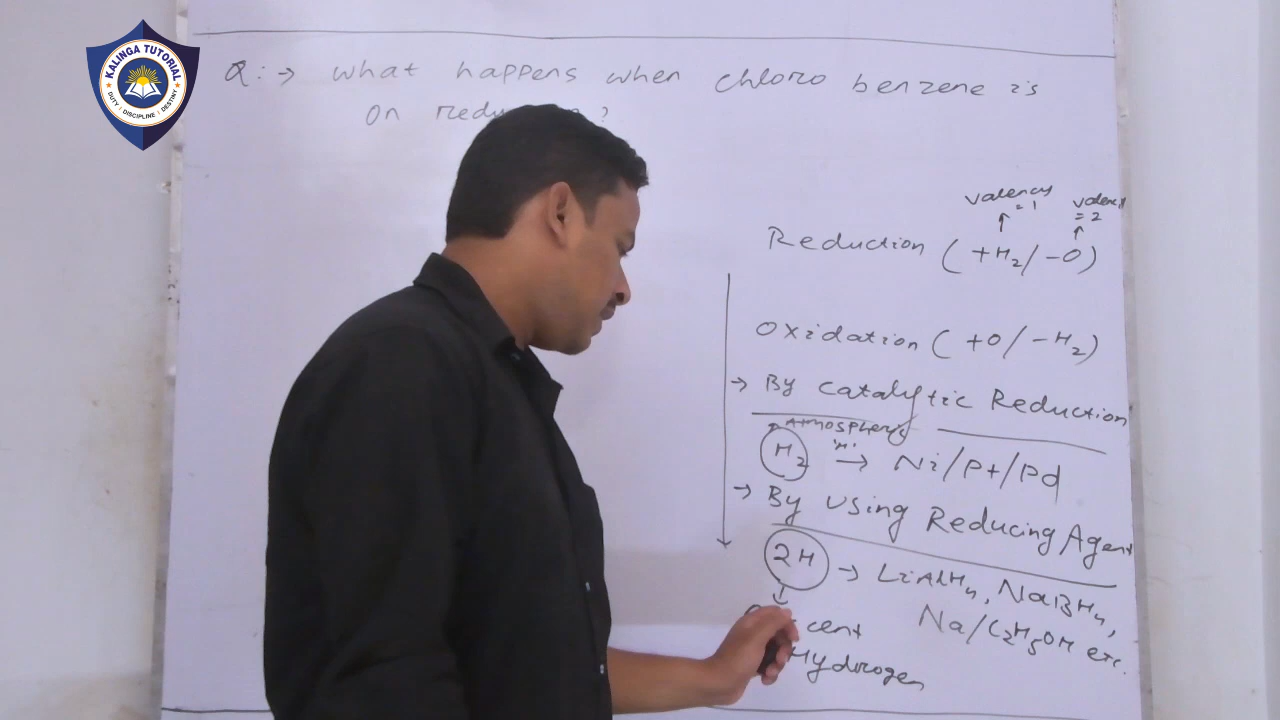 KALINGA TUTORIAL
DUTY | DISCIPLINE | DESTINY
Q:→ What happens when chloro benzene is
on ?
valency = 1
valency = 2
Reduction ( +H₂/ -O)
Oxidation ( +O/ -H₂)
→ By Catalytic Reduction
Atmospheric 'H'
H₂ → Ni/Pt/Pd
→ By Using Reducing Agent
2H → LiAlH₄, NaBH₄,
Na/C₂H₅OH etc.
Hydrogen